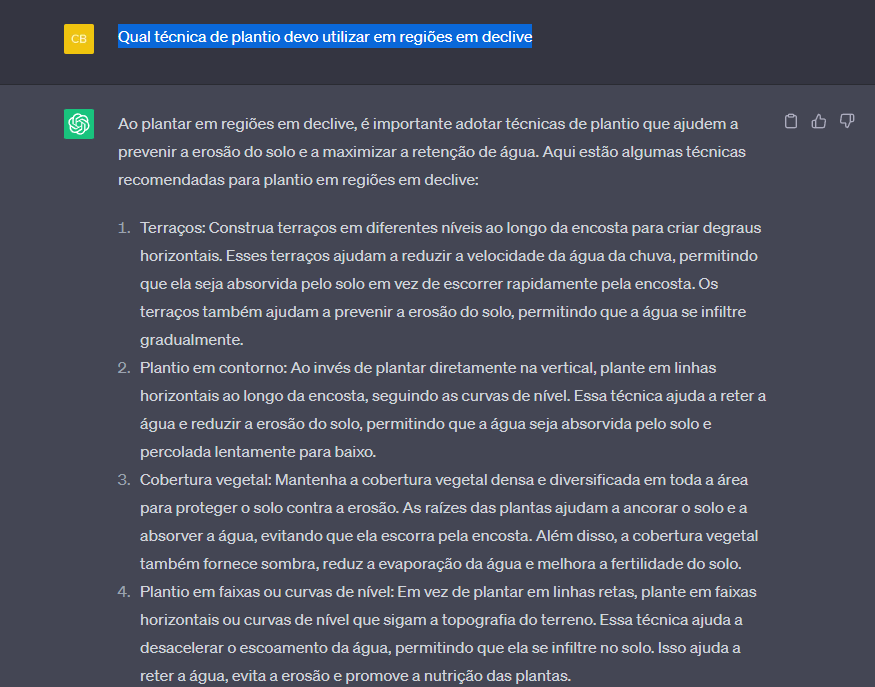 CB
Qual técnica de plantio devo utilizar em regiões em declive
Ao plantar em regiões em declive, é importante adotar técnicas de plantio que ajudem a
prevenir a erosão do solo e a maximizar a retenção de água. Aqui estão algumas técnicas
recomendadas para plantio em regiões em declive:
1. Terraços: Construa terraços em diferentes níveis ao longo da encosta para criar degraus
horizontais. Esses terraços ajudam a reduzir a velocidade da água da chuva, permitindo
que ela seja absorvida pelo solo em vez de escorrer rapidamente pela encosta. Os
terraços também ajudam a prevenir a erosão do solo, permitindo que a água se infiltre
gradualmente.
2. Plantio em contorno: Ao invés de plantar diretamente na vertical, plante em linhas
horizontais ao longo da encosta, seguindo as curvas de nível. Essa técnica ajuda a reter a
água e reduzir a erosão do solo, permitindo que a água seja absorvida pelo solo e
percolada lentamente para baixo.
3. Cobertura vegetal: Mantenha a cobertura vegetal densa e diversificada em toda a área
para proteger o solo contra a erosão. As raízes das plantas ajudam a ancorar o solo e a
absorver a água, evitando que ela escorra pela encosta. Além disso, a cobertura vegetal
também fornece sombra, reduz a evaporação da água e melhora a fertilidade do solo.
4. Plantio em faixas ou curvas de nível: Em vez de plantar em linhas retas, plante em faixas
horizontais ou curvas de nível que sigam a topografia do terreno. Essa técnica ajuda a
desacelerar o escoamento da água, permitindo que ela se infiltre no solo. Isso ajuda a
reter a água, evita a erosão e promove a nutrição das plantas.